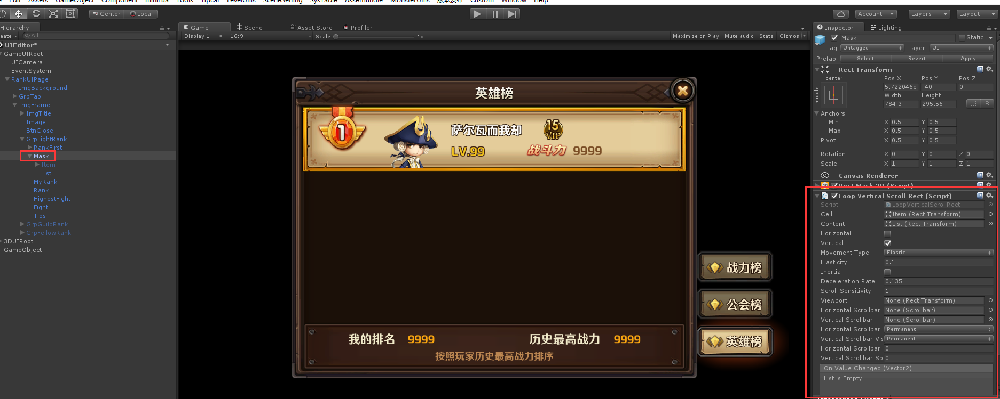 Edit Assets GameObject Component miniLua Tools Tipcat LevelUtils SceneSetting SysTable AssetBundle MonsterUtils 版本发布 Custom Window Help
Center Local
Account Layers Layout
Hierarchy
eate All
UIEditor*
GameUIRoot
UICamera
EventSystem
RankUIPage
ImgBackground
GrpTap
ImgFrame
ImgTitle
Image
BtnClose
GrpFightRank
RankFirst
Mask
Item
List
MyRank
Rank
HighestFight
Fight
Tips
GrpGuildRank
GrpFellowRank
3DUIRoot
GameObject
Game Scene Asset Store Profiler
Display 1 16:9 Scale 1x Maximize on Play Mute audio Stats Gizmos
英雄榜
1
萨尔瓦而我却 15
VIP
LV.99 战斗力 9999
战力榜
公会榜
英雄榜
我的排名 9999 历史最高战力 9999
按照玩家历史最高战力排序
Inspector Lighting
Mask Static
Tag Untagged Layer UI
Prefab Select Revert Apply
Rect Transform
center
middle
Pos X Pos Y Pos Z
5.722046e- -40 0
Width Height
784.3 295.56 R
Anchors
Min X 0.5 Y 0.5
Max X 0.5 Y 0.5
Pivot X 0.5 Y 0.5
Rotation X 0 Y 0 Z 0
Scale X 1 Y 1 Z 1
Canvas Renderer
Rect Mask 2D (Script)
Loop Vertical Scroll Rect (Script)
Script LoopVerticalScrollRect
Cell Item (Rect Transform)
Content List (Rect Transform)
Horizontal
Vertical
Movement Type Elastic
Elasticity 0.1
Inertia
Deceleration Rate 0.135
Scroll Sensitivity 1
Viewport None (Rect Transform)
Horizontal Scrollbar None (Scrollbar)
Vertical Scrollbar None (Scrollbar)
Horizontal Scrollbar Permanent
Vertical Scrollbar Vis Permanent
Horizontal Scrollbar 0
Vertical Scrollbar Sp 0
On Value Changed (Vector2)
List is Empty